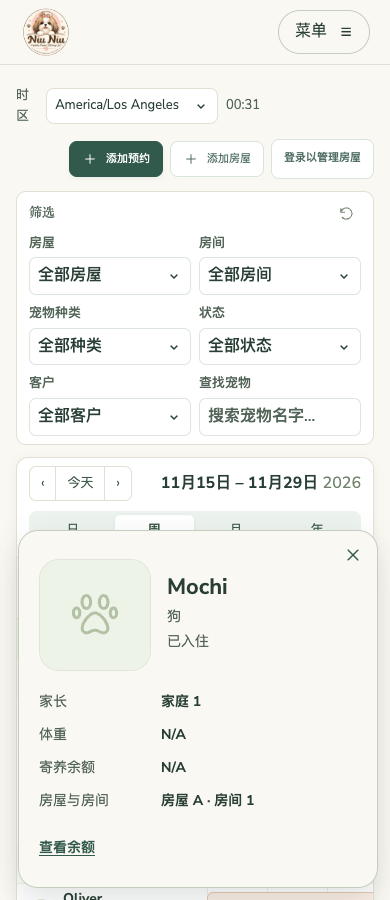 Niu Niu
菜单
时区
America/Los Angeles
00:31
添加预约
添加房屋
登录以管理房屋
筛选
房屋
房间
全部房屋
全部房间
宠物种类
状态
全部种类
全部状态
客户
查找宠物
全部客户
搜索宠物名字...
今天
11月15日 – 11月29日 2026
日
周
月
年
Mochi
狗
已入住
家长
家庭 1
体重
N/A
寄养余额
N/A
房屋与房间
房屋 A · 房间 1
查看余额
Oliver